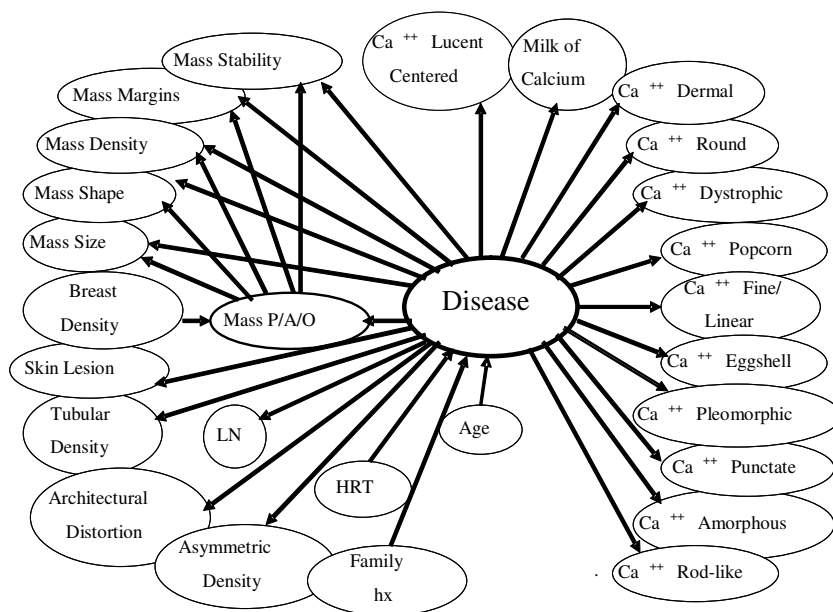 Mass Stability
Mass Margins
Mass Density
Mass Shape
Mass Size
Breast
Density
Mass P/A/O
Skin Lesion
Tubular
Density
LN
Architectural
Distortion
Asymmetric
Density
HRT
Family
hx
Age
Disease
Ca ++ Lucent
Centered
Milk of
Calcium
Ca ++ Dermal
Ca ++ Round
Ca ++ Dystrophic
Ca ++ Popcorn
Ca ++ Fine/
Linear
Ca ++ Eggshell
Ca ++ Pleomorphic
Ca ++ Punctate
Ca ++ Amorphous
. Ca ++ Rod-like